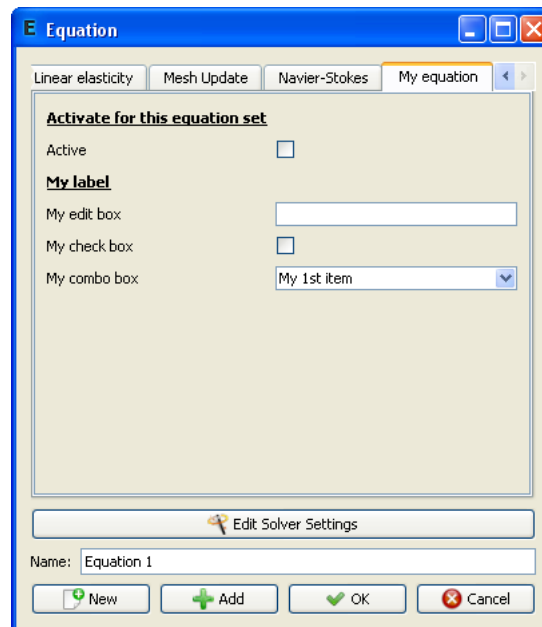 E Equation
Linear elasticity Mesh Update Navier-Stokes My equation
Activate for this equation set
Active
My label
My edit box
My check box
My combo box My 1st item
Edit Solver Settings
Name: Equation 1
New Add OK Cancel